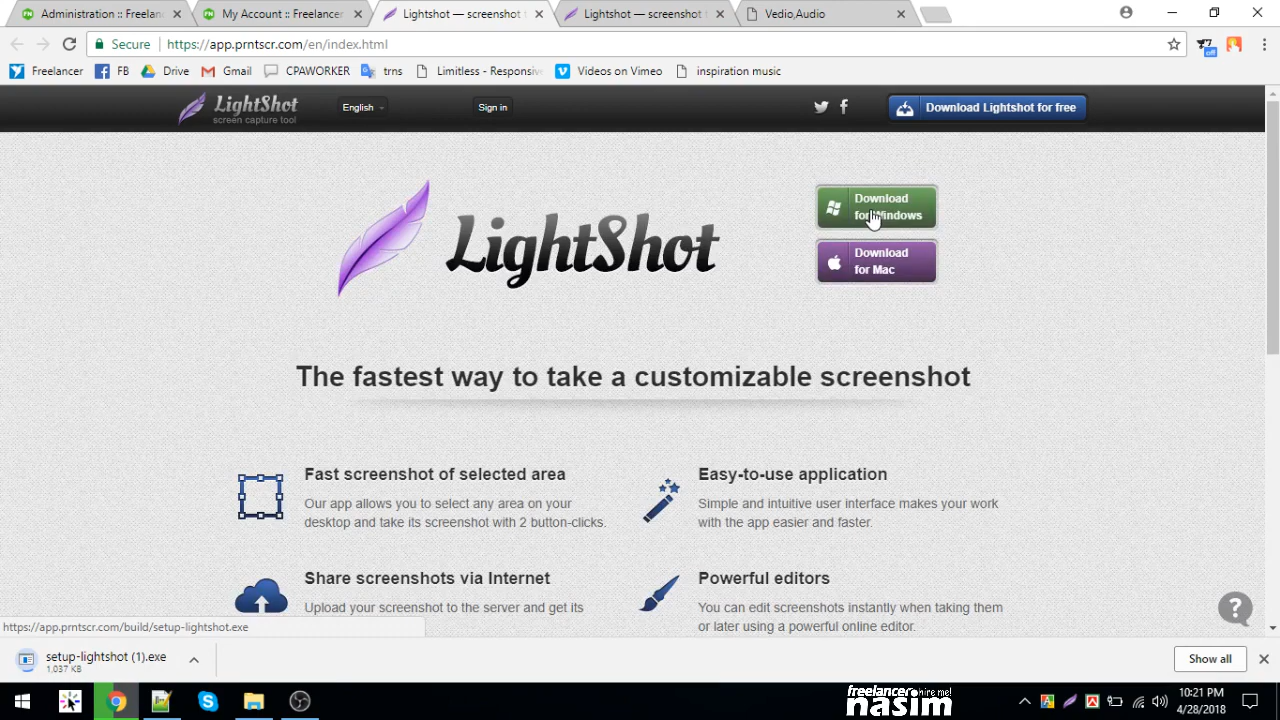 Administration :: Freelan
My Account :: Freelancer
Lightshot — screenshot t
Lightshot — screenshot t
Vedio,Audio
Secure
https://app.prntscr.com/en/index.html
Freelancer
FB
Drive
Gmail
CPAWORKER
trns
Limitless - Responsiv
Videos on Vimeo
inspiration music
off
LightShot
screen capture tool
English
Sign in
Download Lightshot for free
LightShot
Download
for Windows
Download
for Mac
The fastest way to take a customizable screenshot
Fast screenshot of selected area
Our app allows you to select any area on your
desktop and take its screenshot with 2 button-clicks.
Easy-to-use application
Simple and intuitive user interface makes your work
with the app easier and faster.
Share screenshots via Internet
Upload your screenshot to the server and get its
Powerful editors
You can edit screenshots instantly when taking them
or later using a powerful online editor.
https://app.prntscr.com/build/setup-lightshot.exe
setup-lightshot (1).exe
1,037 KB
Show all
freelancer hire me!
nasim
10:21 PM
4/28/2018